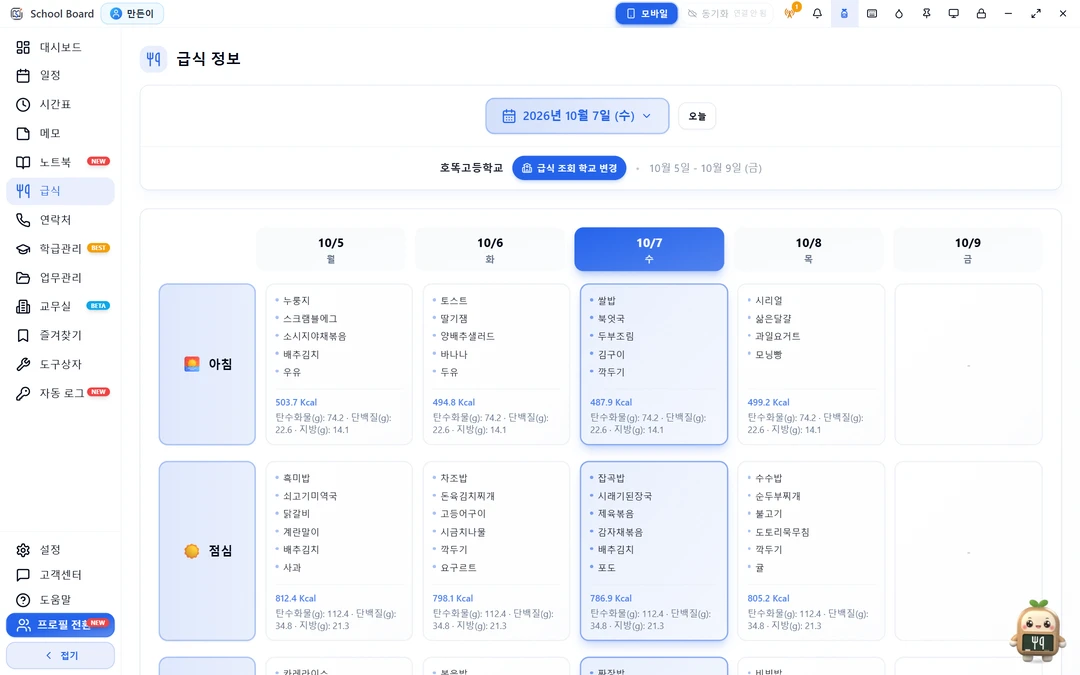 School Board
만든이
모바일
동기화 연결 안 됨
1
대시보드
일정
시간표
메모
노트북 NEW
급식
연락처
학급관리 BEST
업무관리
교무실 BETA
즐겨찾기
도구상자
자동 로그 NEW
설정
고객센터
도움말
프로필 전환 NEW
접기
급식 정보
2026년 10월 7일 (수)
오늘
호똑고등학교
급식 조회 학교 변경
• 10월 5일 - 10월 9일 (금)
10/5
월
10/6
화
10/7
수
10/8
목
10/9
금
아침
• 누룽지
• 스크램블에그
• 소시지야채볶음
• 배추김치
• 우유
503.7 Kcal
탄수화물(g): 74.2 · 단백질(g):
22.6 · 지방(g): 14.1
• 토스트
• 딸기잼
• 양배추샐러드
• 바나나
• 두유
494.8 Kcal
탄수화물(g): 74.2 · 단백질(g):
22.6 · 지방(g): 14.1
• 쌀밥
• 북엇국
• 두부조림
• 김구이
• 깍두기
487.9 Kcal
탄수화물(g): 74.2 · 단백질(g):
22.6 · 지방(g): 14.1
• 시리얼
• 삶은달걀
• 과일요거트
• 모닝빵
499.2 Kcal
탄수화물(g): 74.2 · 단백질(g):
22.6 · 지방(g): 14.1
-
점심
• 흑미밥
• 쇠고기미역국
• 닭갈비
• 계란말이
• 배추김치
• 사과
812.4 Kcal
탄수화물(g): 112.4 · 단백질(g):
34.8 · 지방(g): 21.3
• 차조밥
• 돈육김치찌개
• 고등어구이
• 시금치나물
• 깍두기
• 요구르트
798.1 Kcal
탄수화물(g): 112.4 · 단백질(g):
34.8 · 지방(g): 21.3
• 잡곡밥
• 시래기된장국
• 제육볶음
• 감자채볶음
• 배추김치
• 포도
786.9 Kcal
탄수화물(g): 112.4 · 단백질(g):
34.8 · 지방(g): 21.3
• 수수밥
• 순두부찌개
• 불고기
• 도토리묵무침
• 깍두기
• 귤
805.2 Kcal
탄수화물(g): 112.4 · 단백질(g):
34.8 · 지방(g): 21.3
-
• 카레라이스
• 볶음밥
• 짜장밥
• 비빔밥